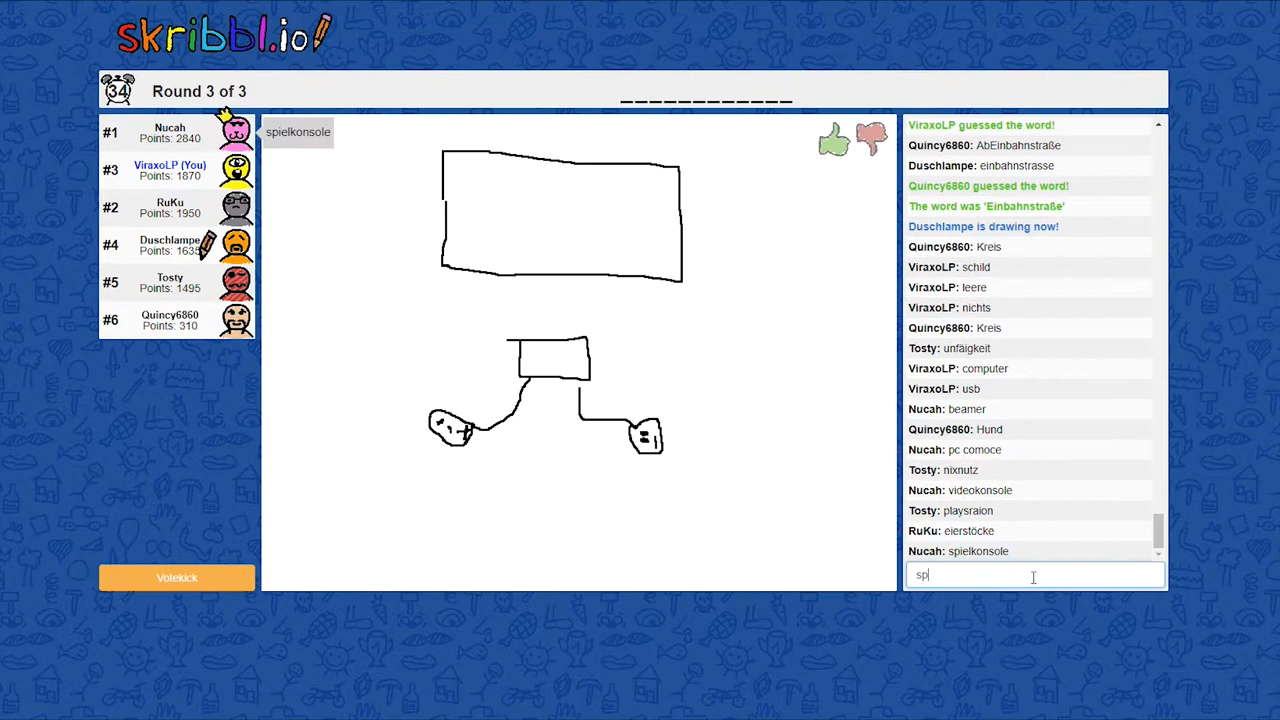 skribbl.io!
34 Round 3 of 3 ____________
#1 Nucah
Points: 2840
spielkonsole
#3 ViraxoLP (You)
Points: 1870
#2 RuKu
Points: 1950
#4 Duschlampe
Points: 1635
#5 Tosty
Points: 1495
#6 Quincy6860
Points: 310
Votekick
ViraxoLP guessed the word!
Quincy6860: AbEinbahnstraße
Duschlampe: einbahnstrasse
Quincy6860 guessed the word!
The word was 'Einbahnstraße'
Duschlampe is drawing now!
Quincy6860: Kreis
ViraxoLP: schild
ViraxoLP: leere
ViraxoLP: nichts
Quincy6860: Kreis
Tosty: unfäigkeit
ViraxoLP: computer
ViraxoLP: usb
Nucah: beamer
Quincy6860: Hund
Nucah: pc comoce
Tosty: nixnutz
Nucah: videokonsole
Tosty: playsraion
RuKu: eierstöcke
Nucah: spielkonsole
sp